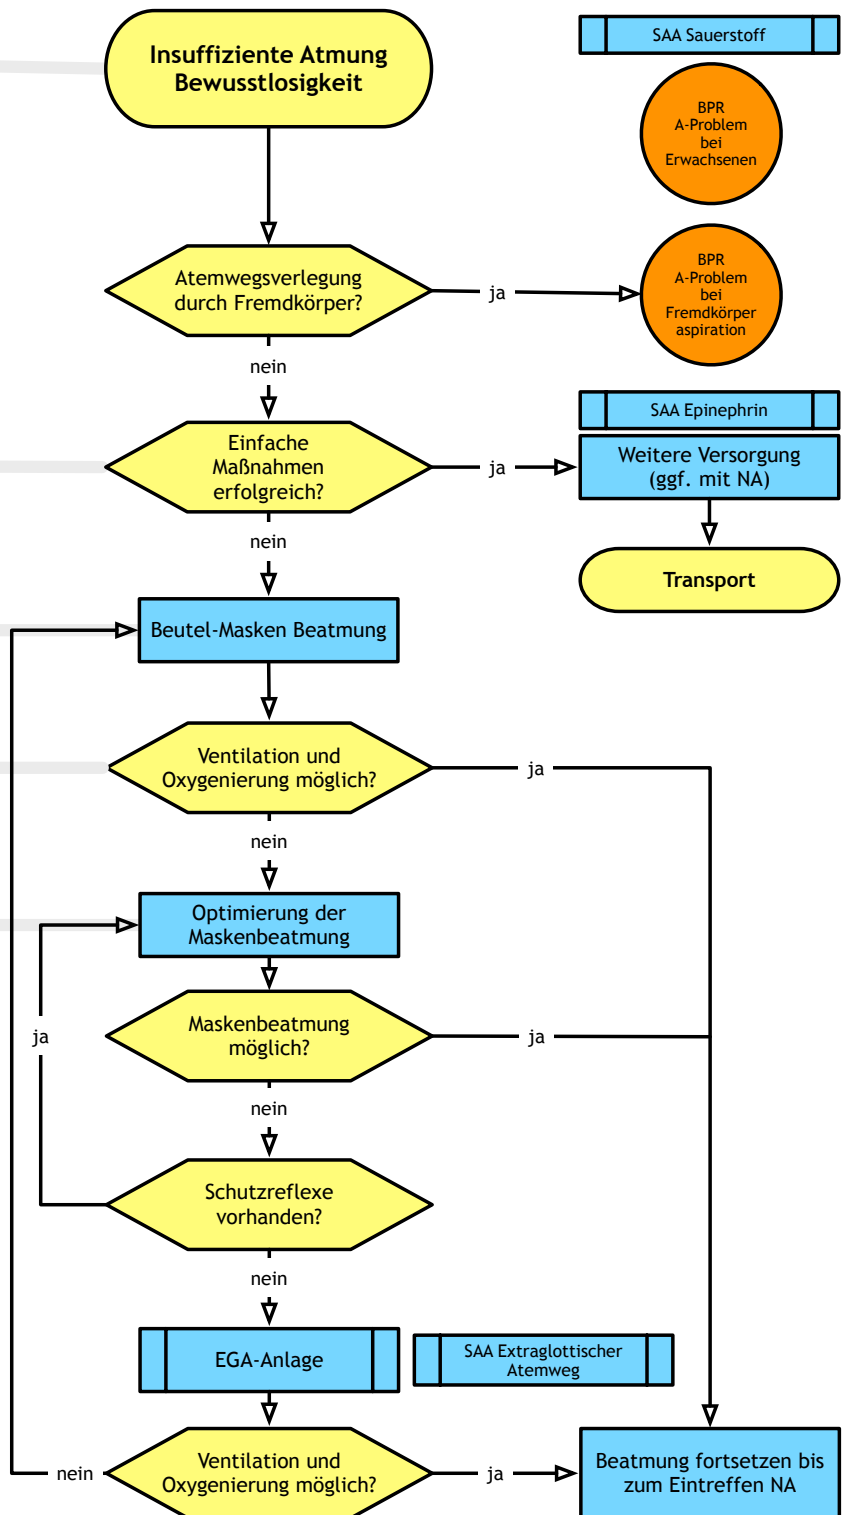 Insuffiziente Atmung
Bewusstlosigkeit
SAA Sauerstoff
BPR
A-Problem
bei
Erwachsenen
Atemwegsverlegung
durch Fremdkörper?
ja
BPR
A-Problem
bei
Fremdkörper
aspiration
nein
SAA Epinephrin
Einfache
Maßnahmen
erfolgreich?
ja
Weitere Versorgung
(ggf. mit NA)
nein
Transport
Beutel-Masken Beatmung
Ventilation und
Oxygenierung möglich?
ja
nein
Optimierung der
Maskenbeatmung
ja
Maskenbeatmung
möglich?
ja
nein
Schutzreflexe
vorhanden?
nein
EGA-Anlage
SAA Extraglottischer
Atemweg
nein
Ventilation und
Oxygenierung möglich?
ja
Beatmung fortsetzen bis
zum Eintreffen NA